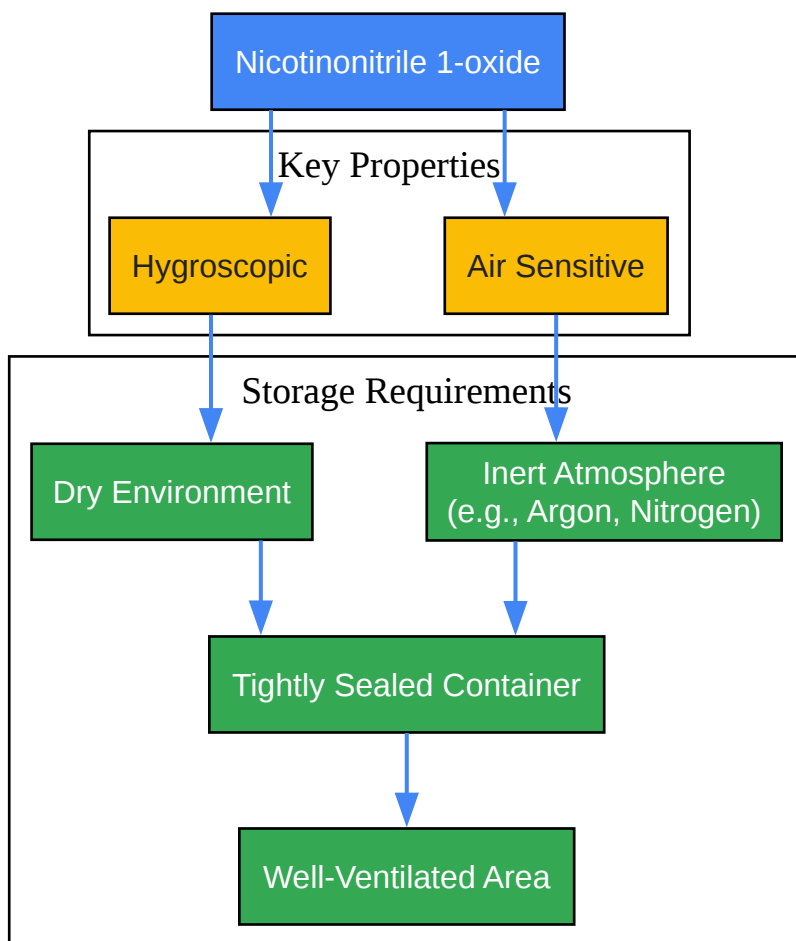 Nicotinonitrile 1-oxide
Key Properties
Hygroscopic
Air Sensitive
Storage Requirements
Dry Environment
Inert Atmosphere
(e.g., Argon, Nitrogen)
Tightly Sealed Container
Well-Ventilated Area